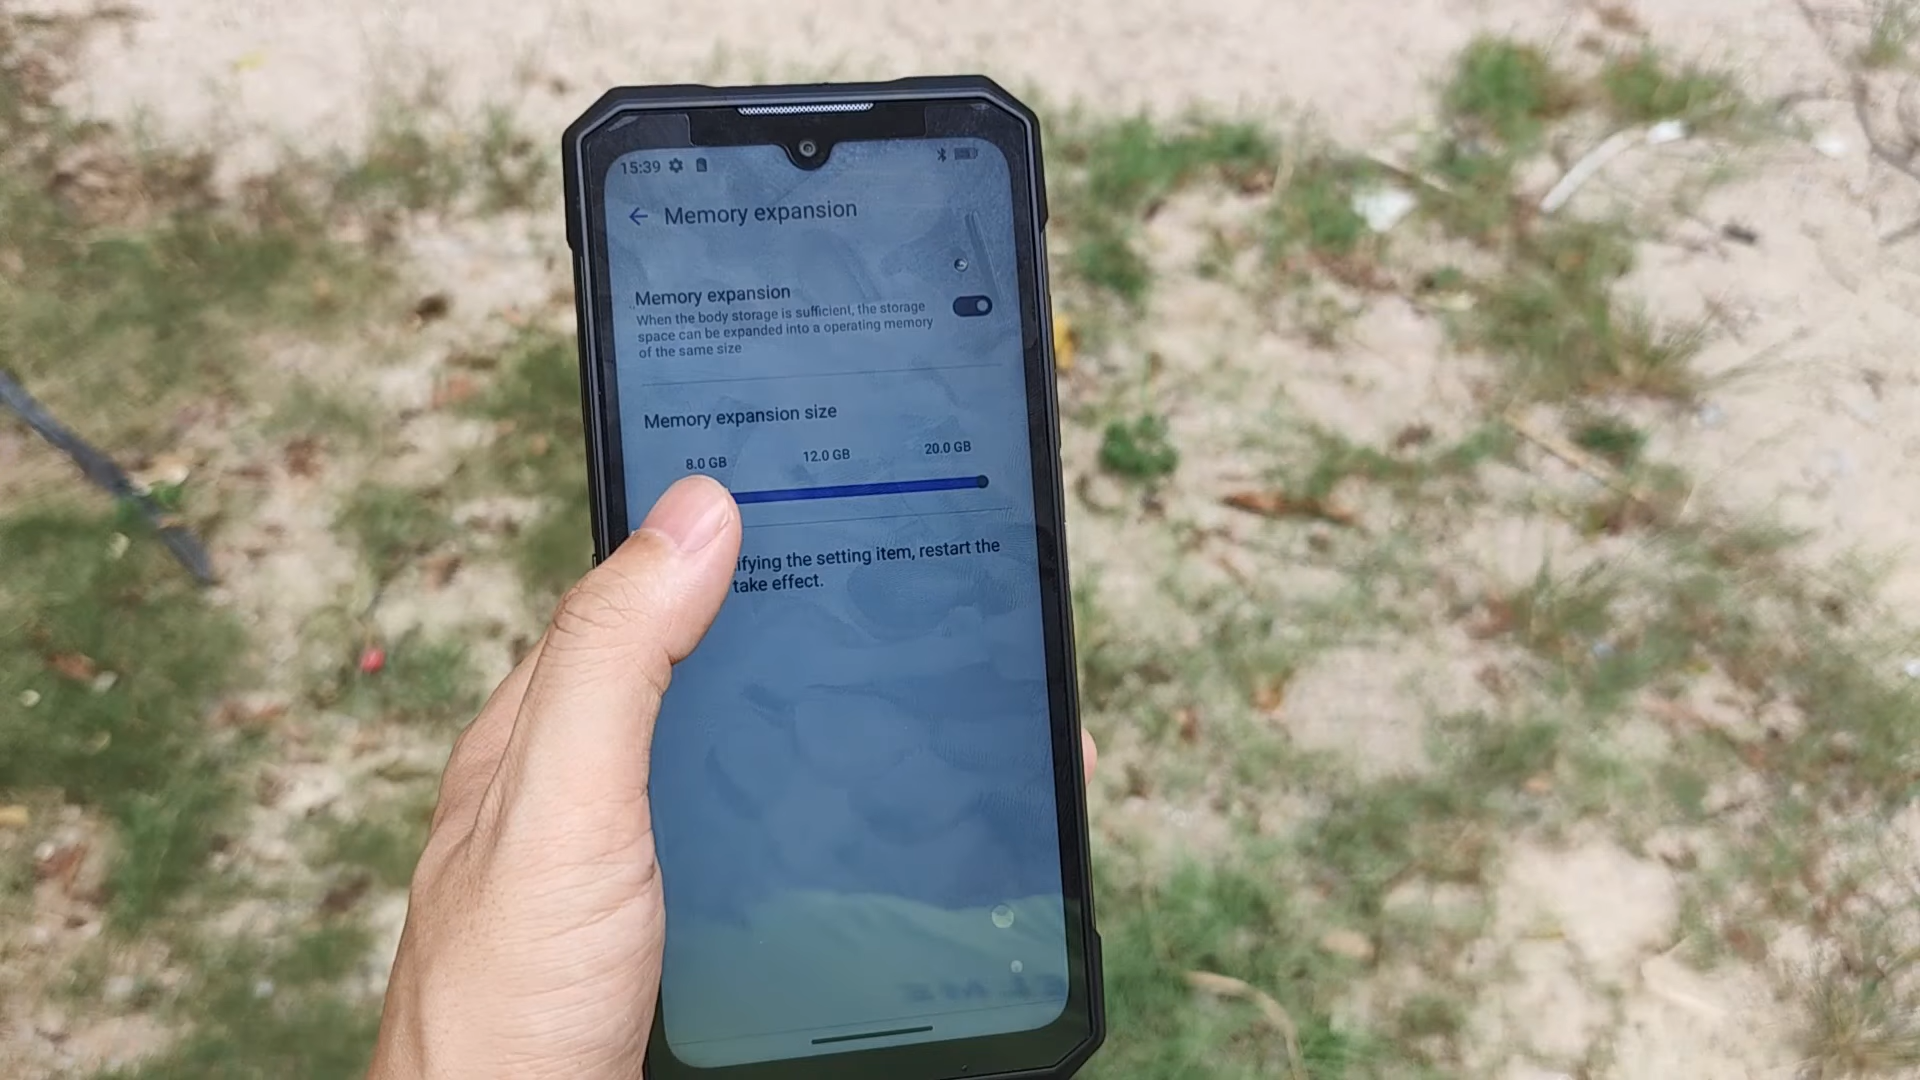 15:39
Memory expansion
Memory expansion
When the body storage is sufficient, the storage
space can be expanded into a operating memory
of the same size
Memory expansion size
8.0 GB 12.0 GB 20.0 GB
ifying the setting item, restart the
take effect.